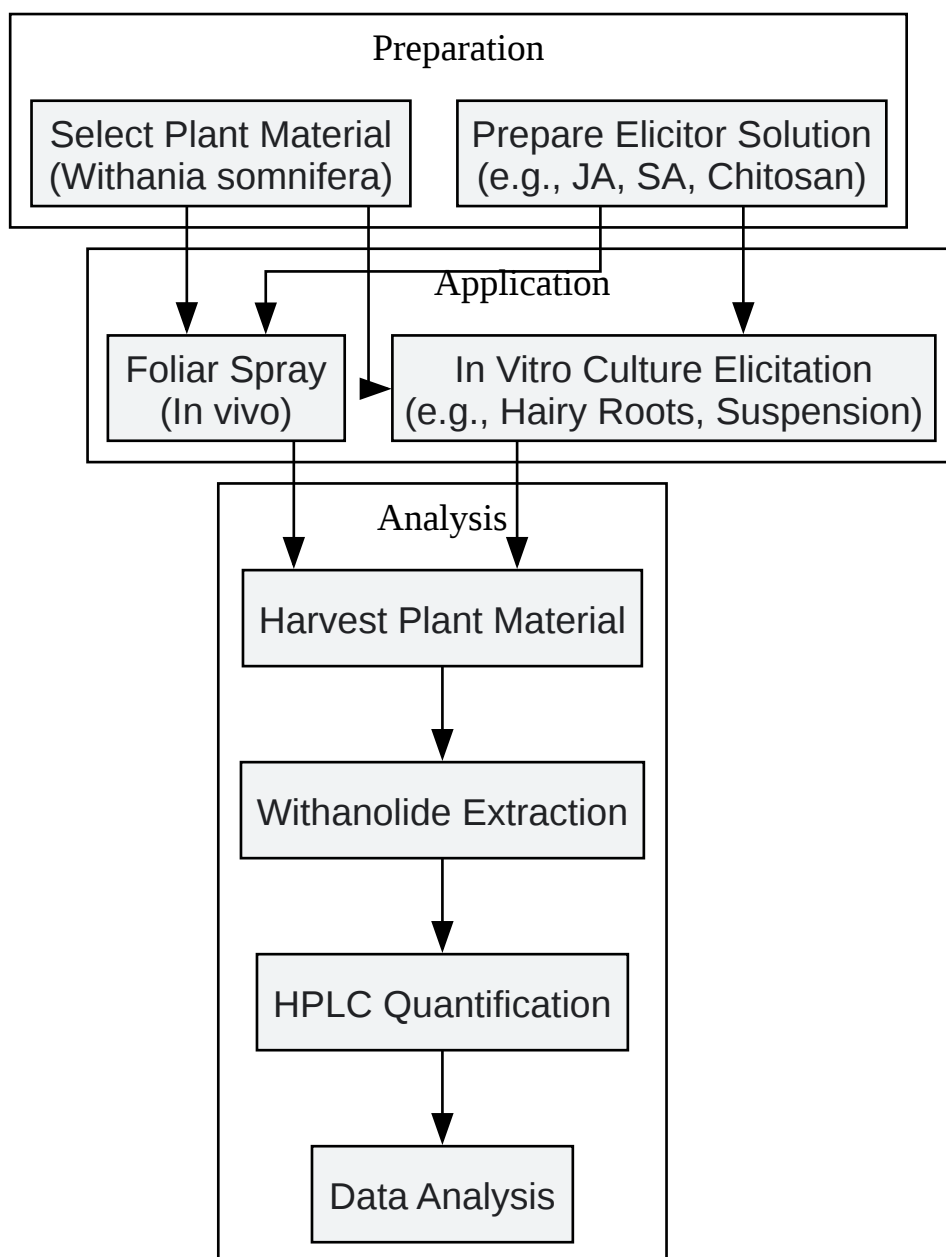 Preparation
Select Plant Material
(Withania somnifera)
Prepare Elicitor Solution
(e.g., JA, SA, Chitosan)
Application
Foliar Spray
(In vivo)
In Vitro Culture Elicitation
(e.g., Hairy Roots, Suspension)
Analysis
Harvest Plant Material
Withanolide Extraction
HPLC Quantification
Data Analysis